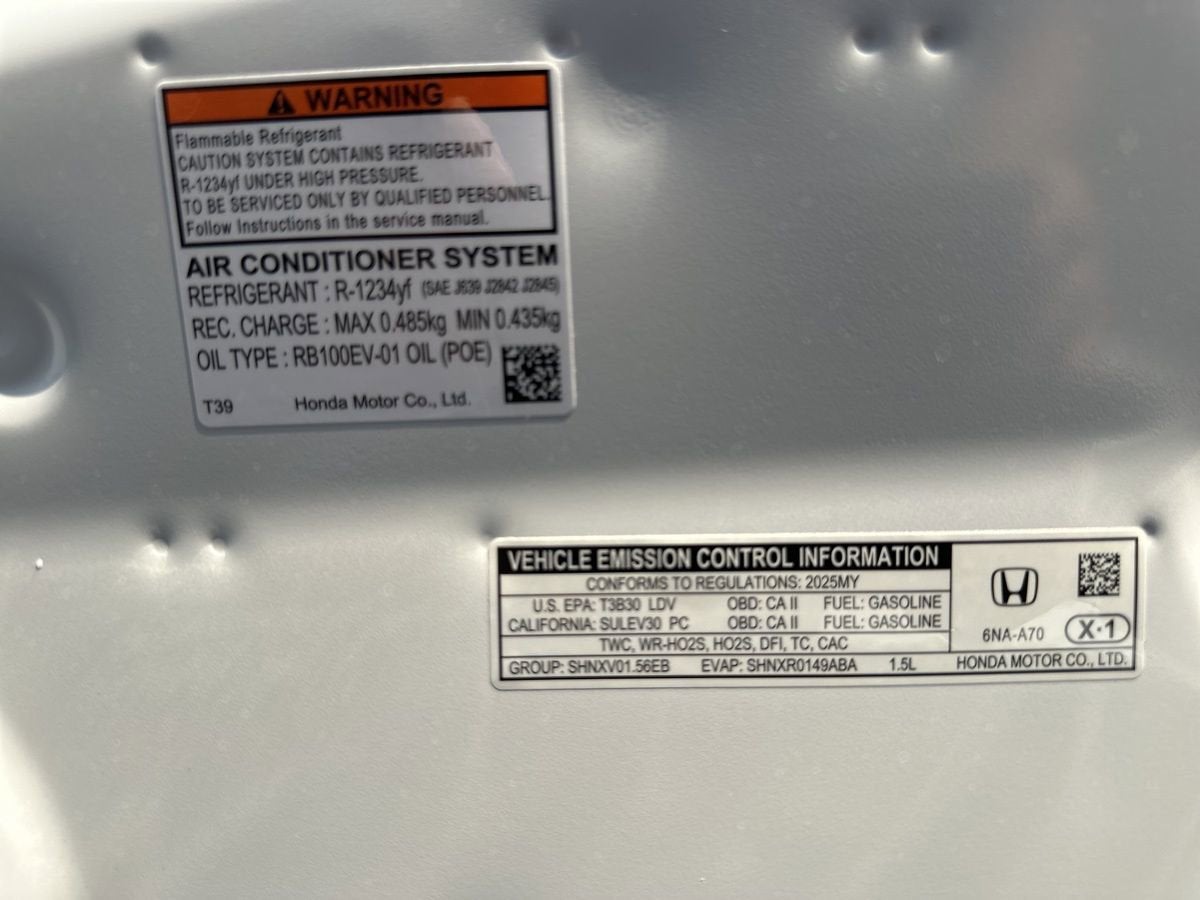 WARNING
Flammable Refrigerant
CAUTION SYSTEM CONTAINS REFRIGERANT
R-1234yf UNDER HIGH PRESSURE.
TO BE SERVICED ONLY BY QUALIFIED PERSONNEL.
Follow Instructions in the service manual.
AIR CONDITIONER SYSTEM
REFRIGERANT : R-1234yf (SAE J639 J2842 J2845)
REC. CHARGE : MAX 0.485kg MIN 0.435kg
OIL TYPE : RB100EV-01 OIL (POE)
T39 Honda Motor Co., Ltd.
VEHICLE EMISSION CONTROL INFORMATION
CONFORMS TO REGULATIONS: 2025MY
U.S. EPA: T3B30 LDV OBD: CA II FUEL: GASOLINE
CALIFORNIA: SULEV30 PC OBD: CA II FUEL: GASOLINE
TWC, WR-HO2S, HO2S, DFI, TC, CAC
GROUP: SHNXV01.56EB EVAP: SHNXR0149ABA 1.5L
6NA-A70 X·1
HONDA MOTOR CO., LTD.